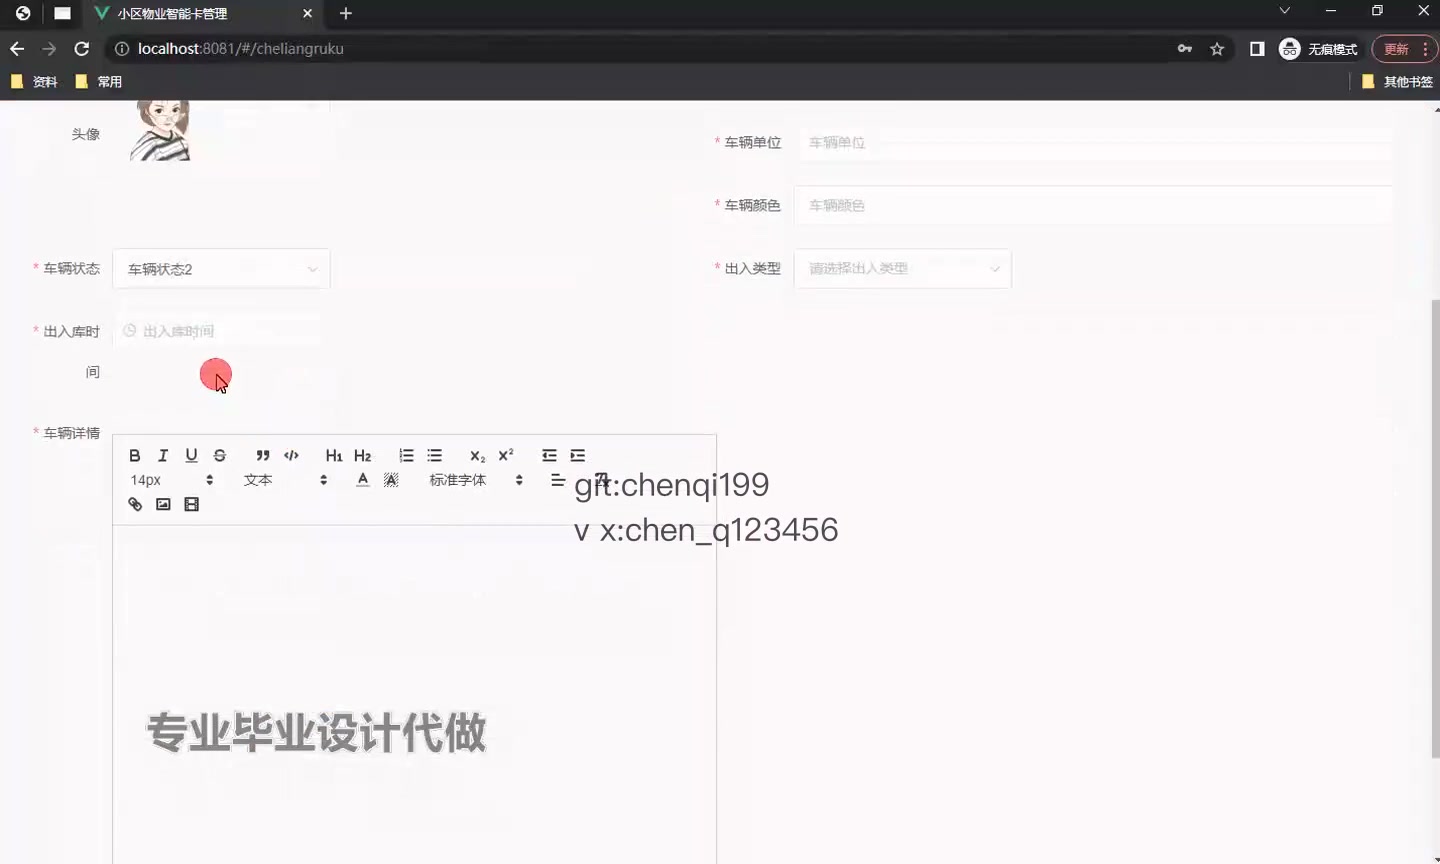 小区物业智能卡管理
localhost:8081/#/cheliangruku
无痕模式
更新
资料
常用
其他书签
头像
* 车辆单位
车辆单位
* 车辆颜色
车辆颜色
* 车辆状态
车辆状态2
* 出入类型
请选择出入类型
* 出入库时
间
出入库时间
* 车辆详情
B I U S ” </> H1 H2 X2 X2
14px
文本
A
标准字体
git:chenqi199
v x:chen_q123456
专业毕业设计代做